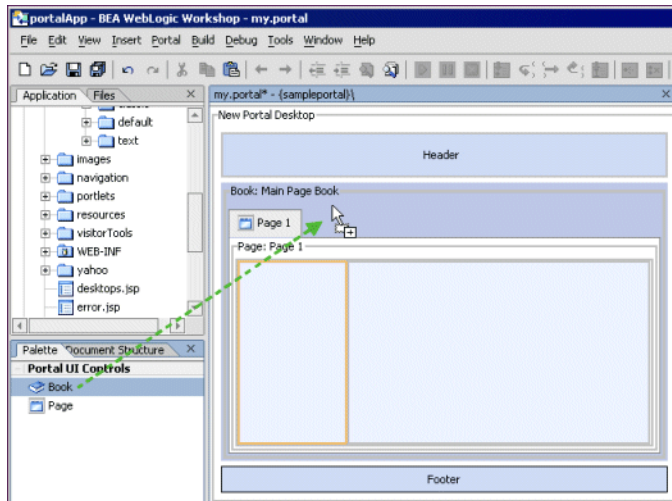 portalApp - BEA WebLogic Workshop - my.portal
File Edit View Insert Portal Build Debug Tools Window Help
Application Files
my.portal* - {sampleportal}\
default
text
images
navigation
portlets
resources
visitorTools
WEB-INF
yahoo
desktops.jsp
error.jsp
Palette Document Structure
Portal UI Controls
Book
Page
New Portal Desktop
Header
Book: Main Page Book
Page 1
Page: Page 1
Footer